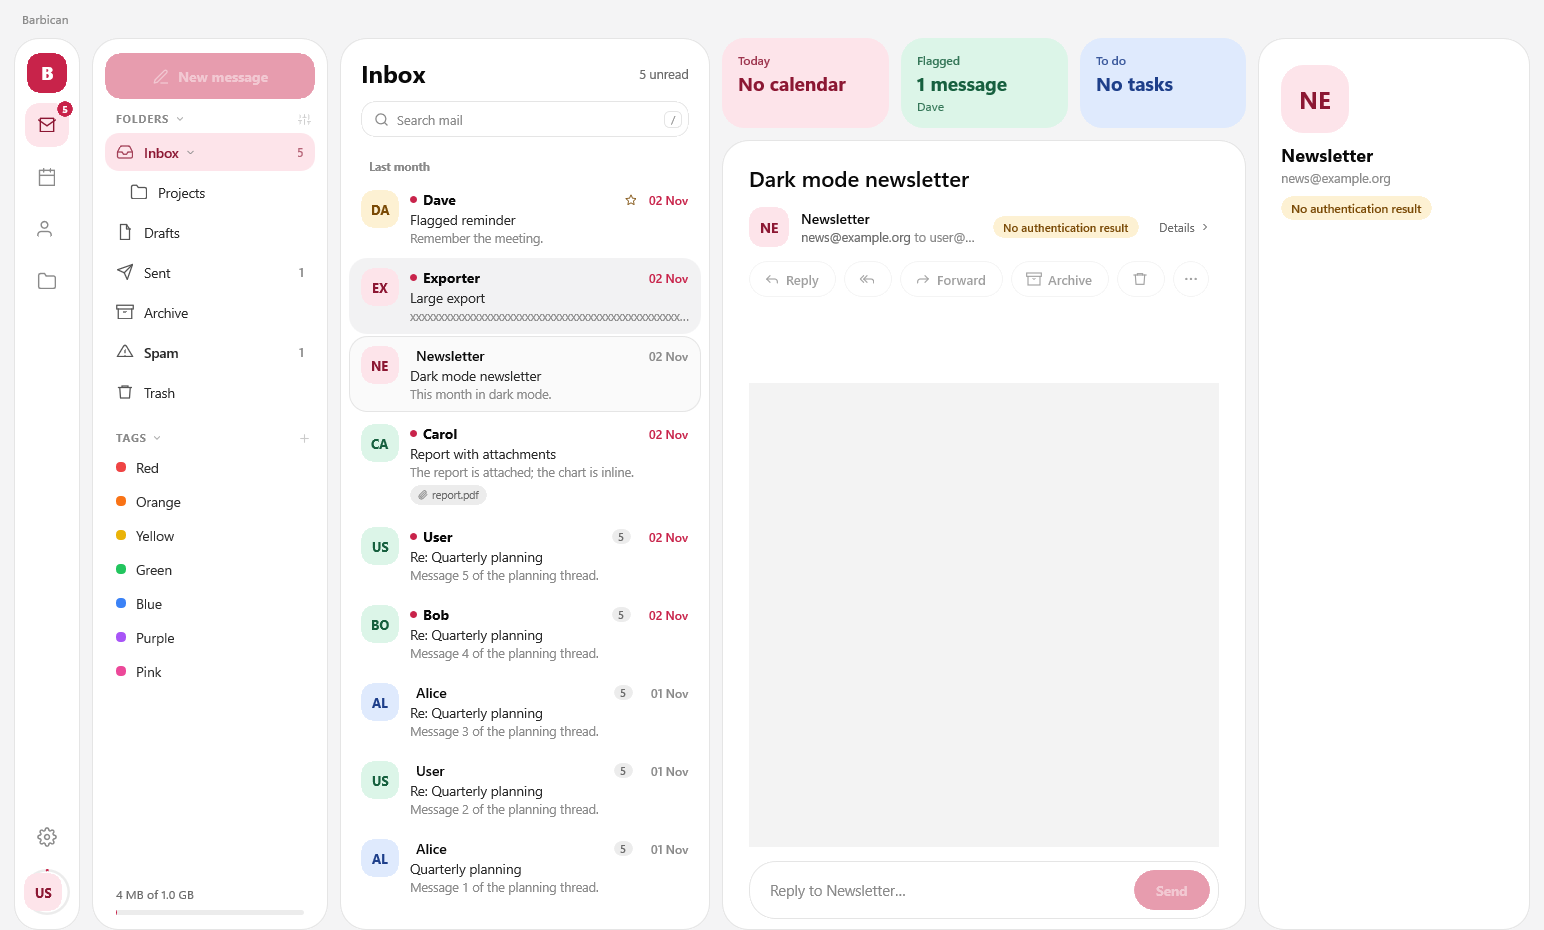 Barbican
B
5
US
New message
FOLDERS
Inbox 5
Projects
Drafts
Sent 1
Archive
Spam 1
Trash
TAGS
Red
Orange
Yellow
Green
Blue
Purple
Pink
4 MB of 1.0 GB
Inbox 5 unread
Search mail /
Last month
DA Dave 02 Nov
Flagged reminder
Remember the meeting.
EX Exporter 02 Nov
Large export
NE Newsletter 02 Nov
Dark mode newsletter
This month in dark mode.
CA Carol 02 Nov
Report with attachments
The report is attached; the chart is inline.
report.pdf
US User 5 02 Nov
Re: Quarterly planning
Message 5 of the planning thread.
BO Bob 5 02 Nov
Re: Quarterly planning
Message 4 of the planning thread.
AL Alice 5 01 Nov
Re: Quarterly planning
Message 3 of the planning thread.
US User 5 01 Nov
Re: Quarterly planning
Message 2 of the planning thread.
AL Alice 5 01 Nov
Quarterly planning
Message 1 of the planning thread.
Today
No calendar
Flagged
1 message
Dave
To do
No tasks
Dark mode newsletter
NE Newsletter
news@example.org to user@...
No authentication result Details
Reply Forward Archive
Reply to Newsletter... Send
NE
Newsletter
news@example.org
No authentication result